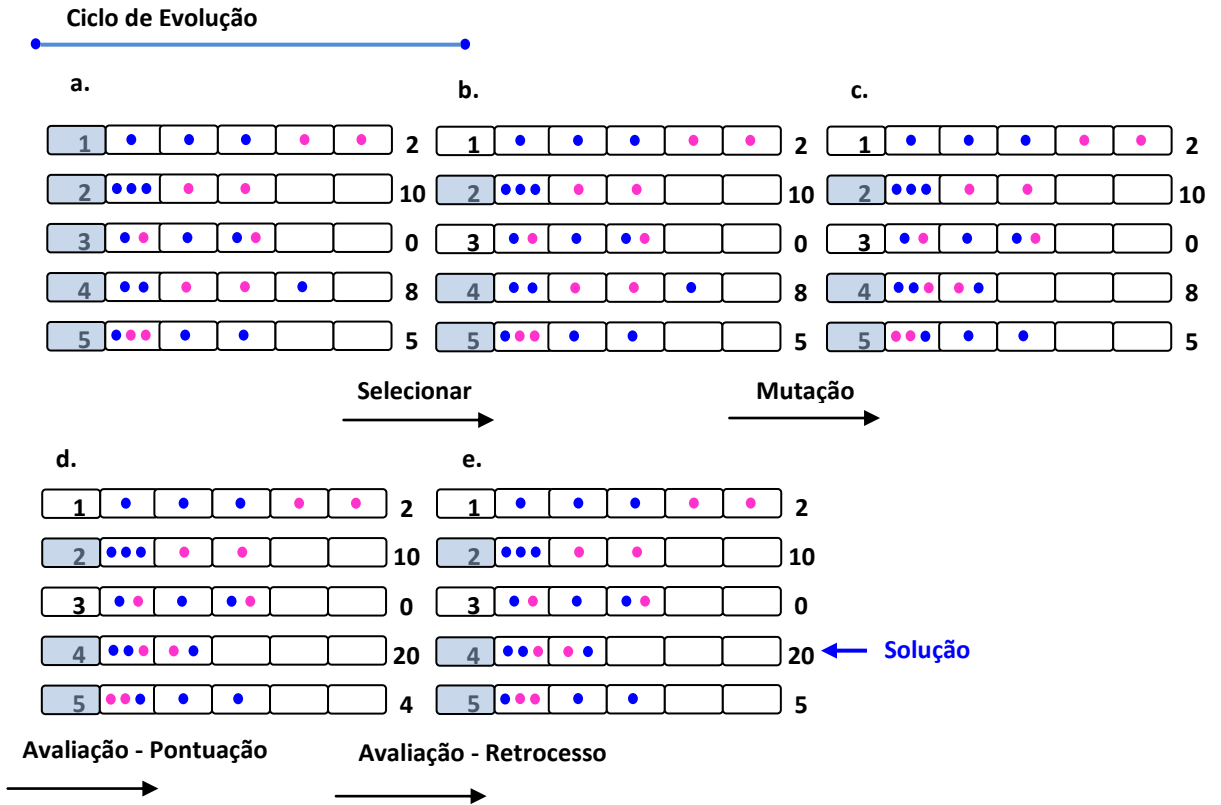 Ciclo de Evolução
a. b. c.
1 2 1 2 1 2
2 10 2 10 2 10
3 0 3 0 3 0
4 8 4 8 4 8
5 5 5 5 5 5
Selecionar Mutação
d. e.
1 2 1 2
2 10 2 10
3 0 3 0
4 20 4 20 Solução
5 4 5 5
Avaliação - Pontuação Avaliação - Retrocesso